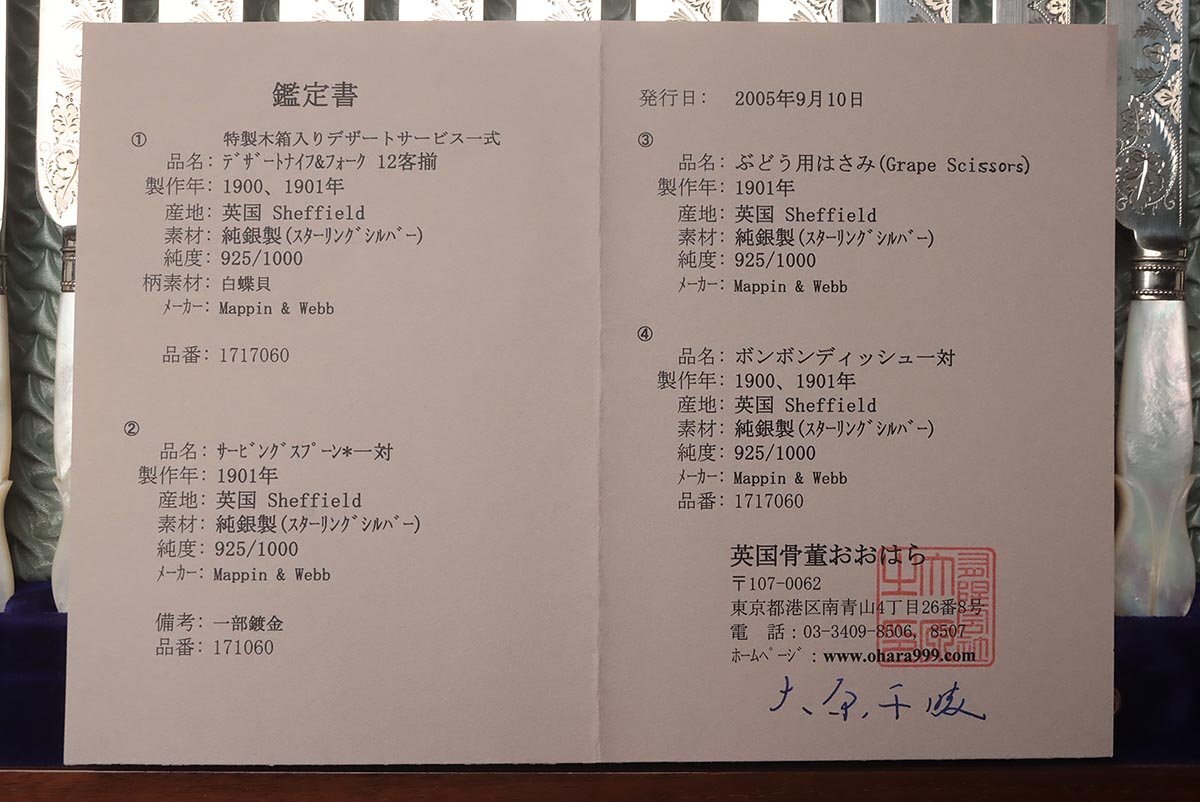 鑑定書
①
特製木箱入りデザートサービス一式
品名：ﾃﾞｻﾞｰﾄﾅｲﾌ&ﾌｫｰｸ 12客揃
製作年：1900、1901年
産地：英国 Sheffield
素材：純銀製(ｽﾀｰﾘﾝｸﾞｼﾙﾊﾞｰ)
純度：925/1000
柄素材：白蝶貝
ﾒｰｶｰ：Mappin & Webb
品番：1717060
②
品名：ｻｰﾋﾞﾝｸﾞｽﾌﾟｰﾝ*一対
製作年：1901年
産地：英国 Sheffield
素材：純銀製(ｽﾀｰﾘﾝｸﾞｼﾙﾊﾞｰ)
純度：925/1000
ﾒｰｶｰ：Mappin & Webb
備考：一部鍍金
品番：171060
発行日： 2005年9月10日
③
品名：ぶどう用はさみ(Grape Scissors)
製作年：1901年
産地：英国 Sheffield
素材：純銀製(ｽﾀｰﾘﾝｸﾞｼﾙﾊﾞｰ)
純度：925/1000
ﾒｰｶｰ：Mappin & Webb
④
品名：ボンボンディッシュ一対
製作年：1900、1901年
産地：英国 Sheffield
素材：純銀製(ｽﾀｰﾘﾝｸﾞｼﾙﾊﾞｰ)
純度：925/1000
ﾒｰｶｰ：Mappin & Webb
品番：1717060
英国骨董おおはら
〒107-0062
東京都港区南青山4丁目26番8号
電 話：03-3409-8506, 8507
ﾎｰﾑﾍﾟｰｼﾞ：www.ohara999.com
大原千